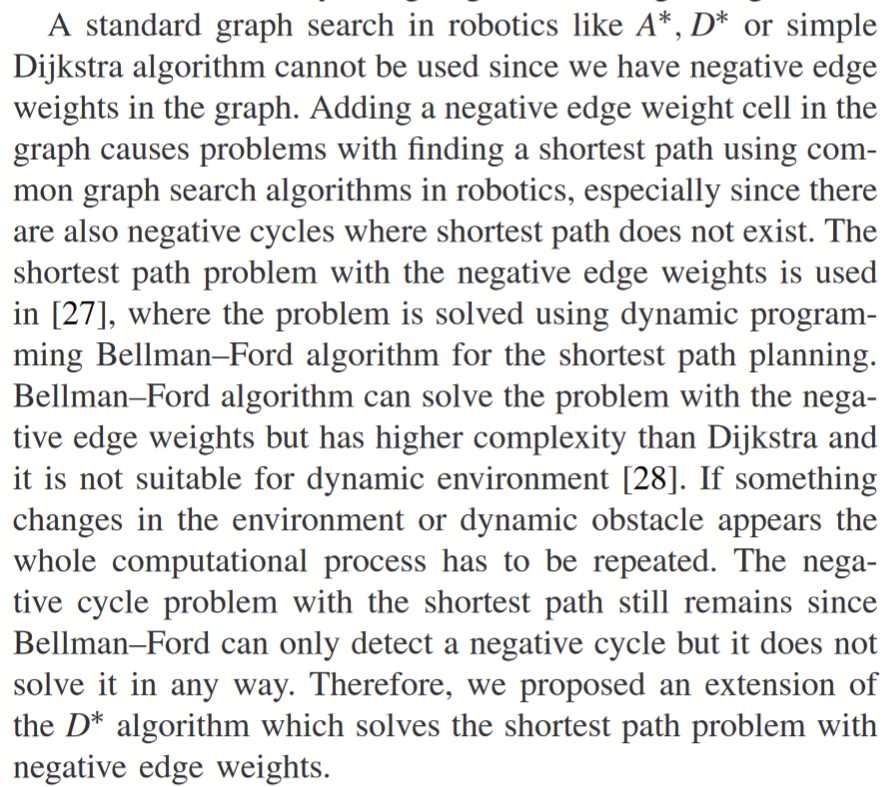 A standard graph search in robotics like A*, D* or simple
Dijkstra algorithm cannot be used since we have negative edge
weights in the graph. Adding a negative edge weight cell in the
graph causes problems with finding a shortest path using com-
mon graph search algorithms in robotics, especially since there
are also negative cycles where shortest path does not exist. The
shortest path problem with the negative edge weights is used
in [27], where the problem is solved using dynamic program-
ming Bellman–Ford algorithm for the shortest path planning.
Bellman–Ford algorithm can solve the problem with the nega-
tive edge weights but has higher complexity than Dijkstra and
it is not suitable for dynamic environment [28]. If something
changes in the environment or dynamic obstacle appears the
whole computational process has to be repeated. The nega-
tive cycle problem with the shortest path still remains since
Bellman–Ford can only detect a negative cycle but it does not
solve it in any way. Therefore, we proposed an extension of
the D* algorithm which solves the shortest path problem with
negative edge weights.